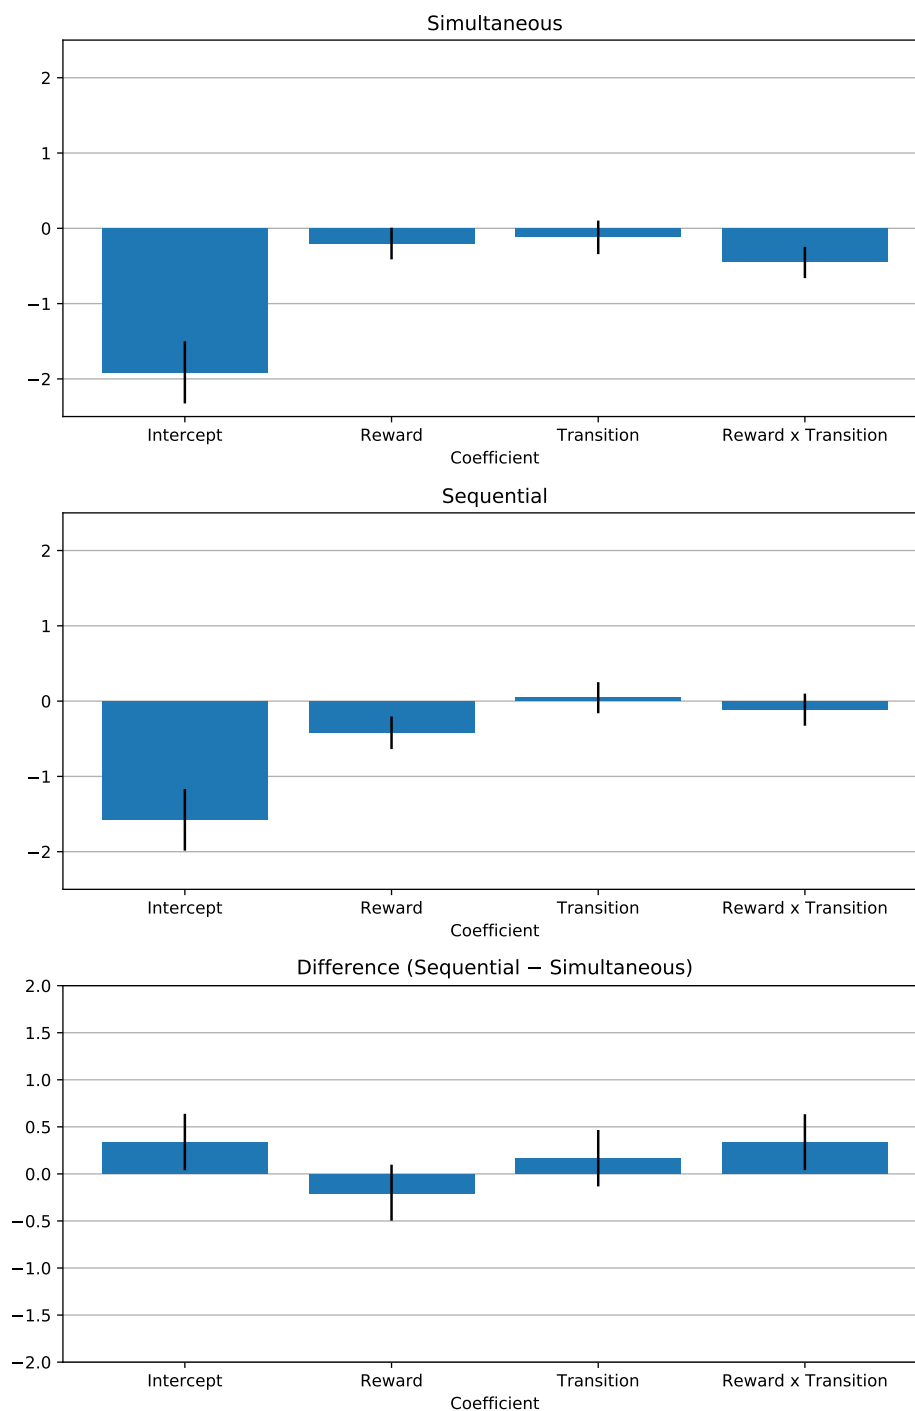 Simultaneous
2
1
0
−1
−2
Intercept Reward Transition Reward x Transition
Coefficient
Sequential
2
1
0
−1
−2
Intercept Reward Transition Reward x Transition
Coefficient
Difference (Sequential − Simultaneous)
2.0
1.5
1.0
0.5
0.0
−0.5
−1.0
−1.5
−2.0
Intercept Reward Transition Reward x Transition
Coefficient